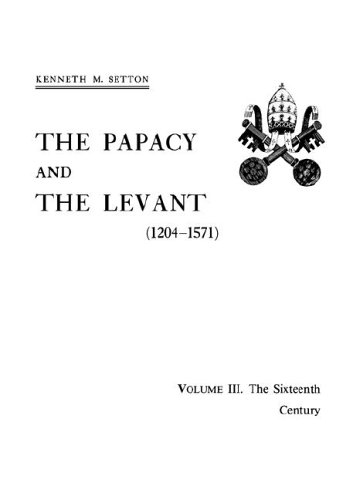 KENNETH M. SETTON
THE PAPACY
AND
THE LEVANT
(1204–1571)
VOLUME III. The Sixteenth
Century